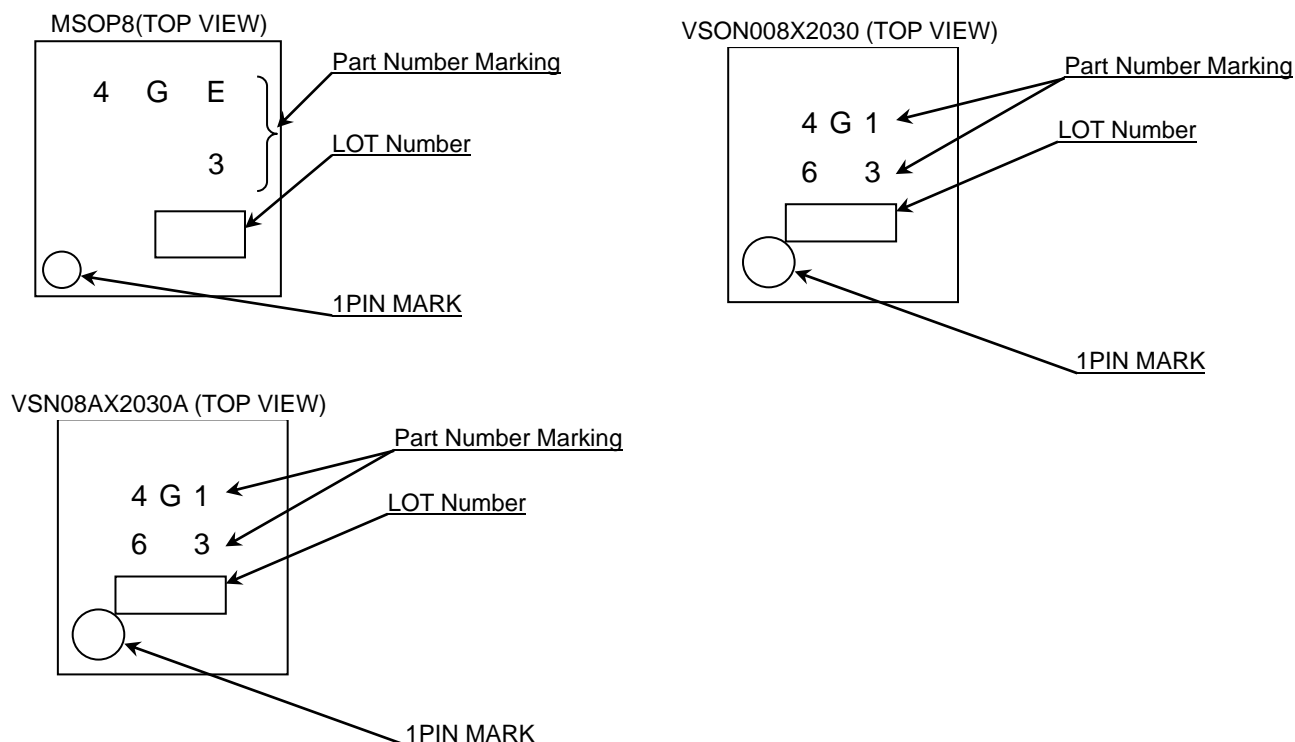 MSOP8(TOP VIEW)
4 G E
3
Part Number Marking
LOT Number
1PIN MARK
VSON008X2030 (TOP VIEW)
4 G 1
6 3
Part Number Marking
LOT Number
1PIN MARK
VSN08AX2030A (TOP VIEW)
4 G 1
6 3
Part Number Marking
LOT Number
1PIN MARK